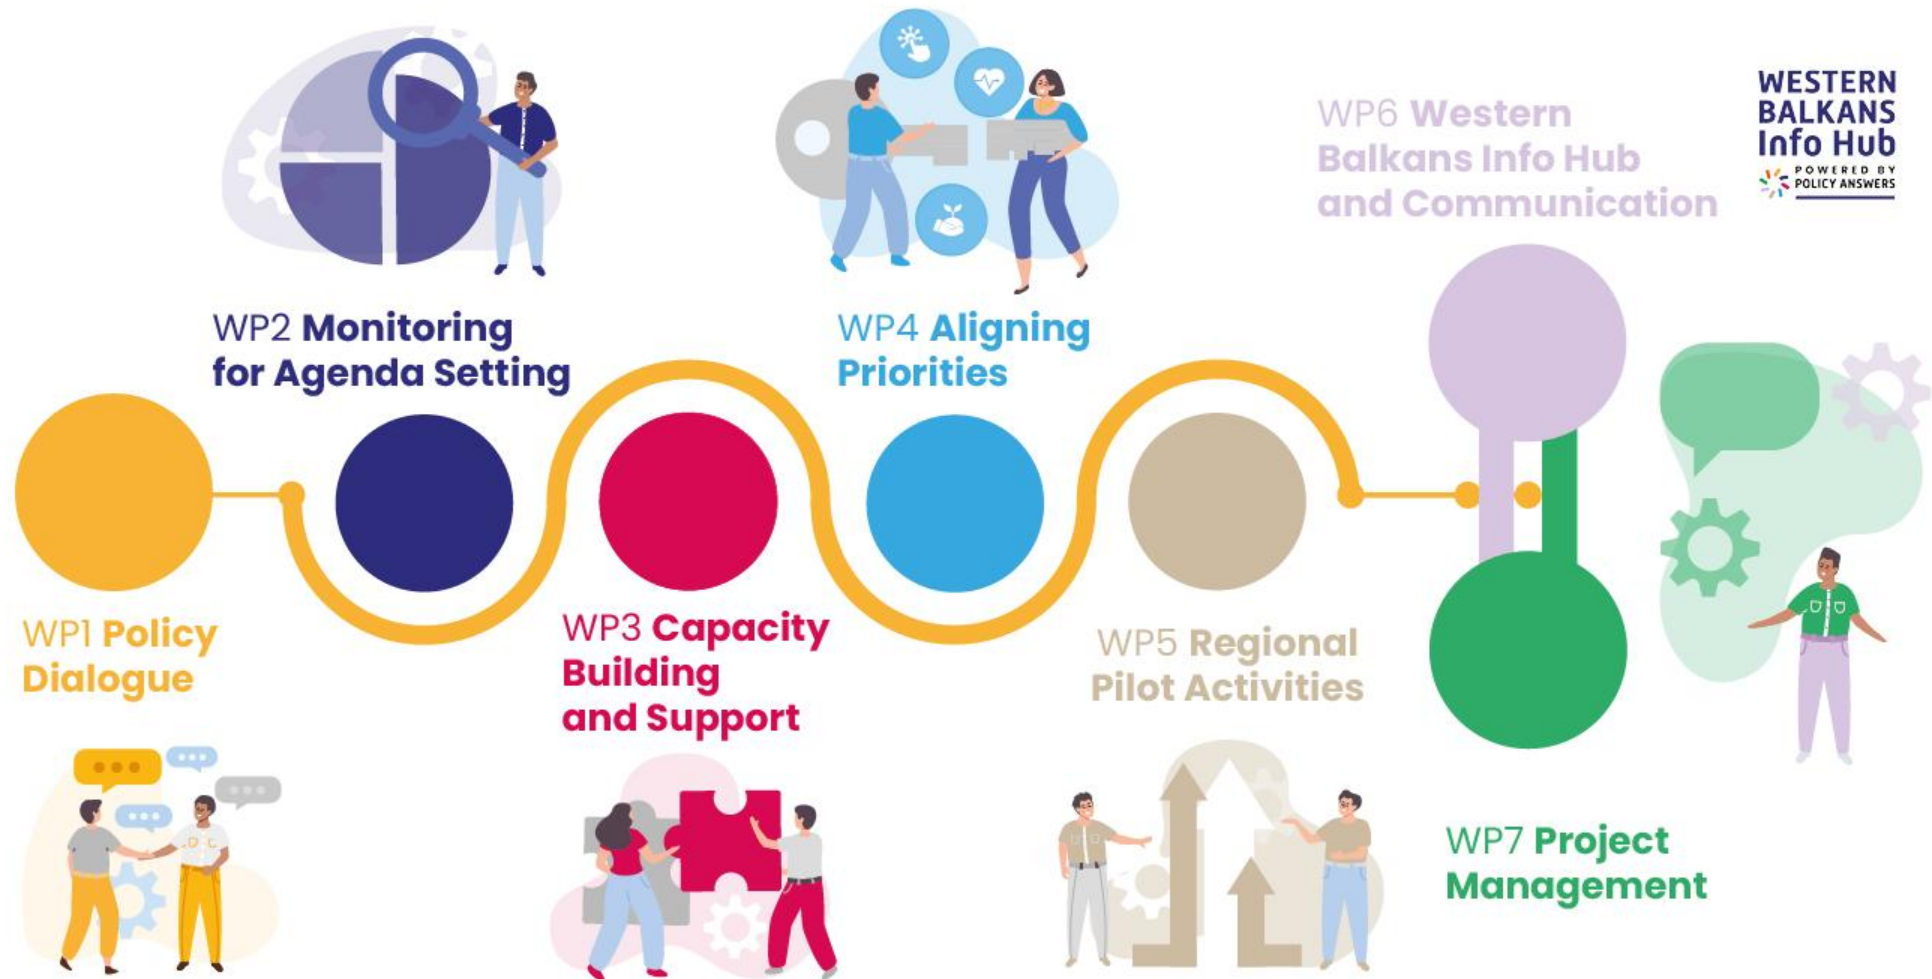 WP1 Policy
Dialogue
WP2 Monitoring
for Agenda Setting
WP3 Capacity
Building
and Support
WP4 Aligning
Priorities
WP5 Regional
Pilot Activities
WP6 Western
Balkans Info Hub
and Communication
WP7 Project
Management
WESTERN
BALKANS
Info Hub
POWERED BY
POLICY ANSWERS